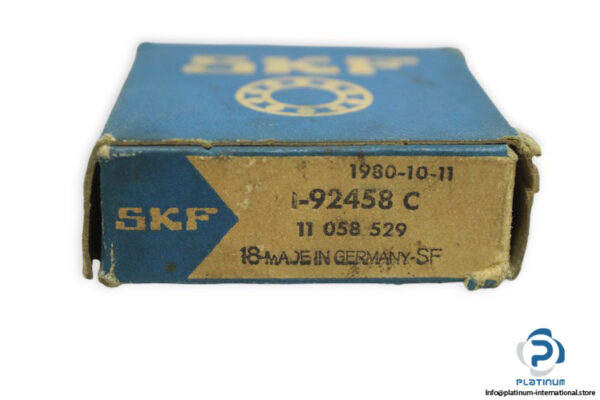 SKF
1980-10-11
I-92458 C
SKF
11 058 529
18-MADE IN GERMANY-SF
PLATINUM
Info@platinum-international.store